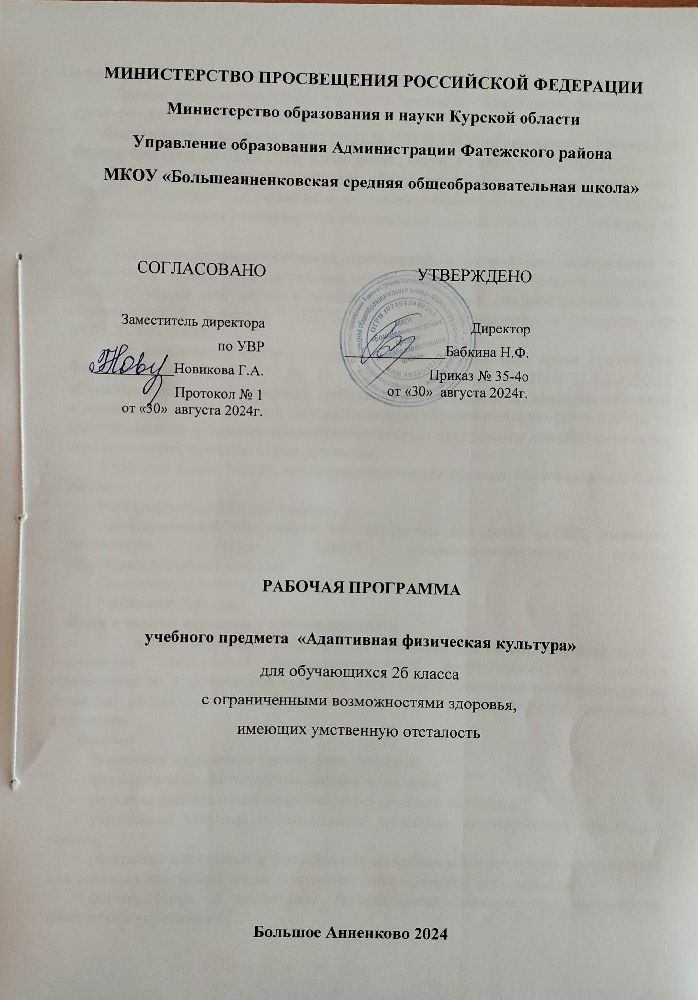 МИНИСТЕРСТВО ПРОСВЕЩЕНИЯ РОССИЙСКОЙ ФЕДЕРАЦИИ
Министерство образования и науки Курской области
Управление образования Администрации Фатежского района
МКОУ «Большеанненковская средняя общеобразовательная школа»
СОГЛАСОВАНО
Заместитель директора
по УВР
Новикова Г.А.
Протокол № 1
от «30» августа 2024г.
УТВЕРЖДЕНО
Директор
Бабкина Н.Ф.
Приказ № 35-4о
от «30» августа 2024г.
ОГРН 1024640809363
МКОУ
«Большеанненковская
средняя
общеобразовательная
школа»
РАБОЧАЯ ПРОГРАММА
учебного предмета «Адаптивная физическая культура»
для обучающихся 2б класса
с ограниченными возможностями здоровья,
имеющих умственную отсталость
Большое Анненково 2024